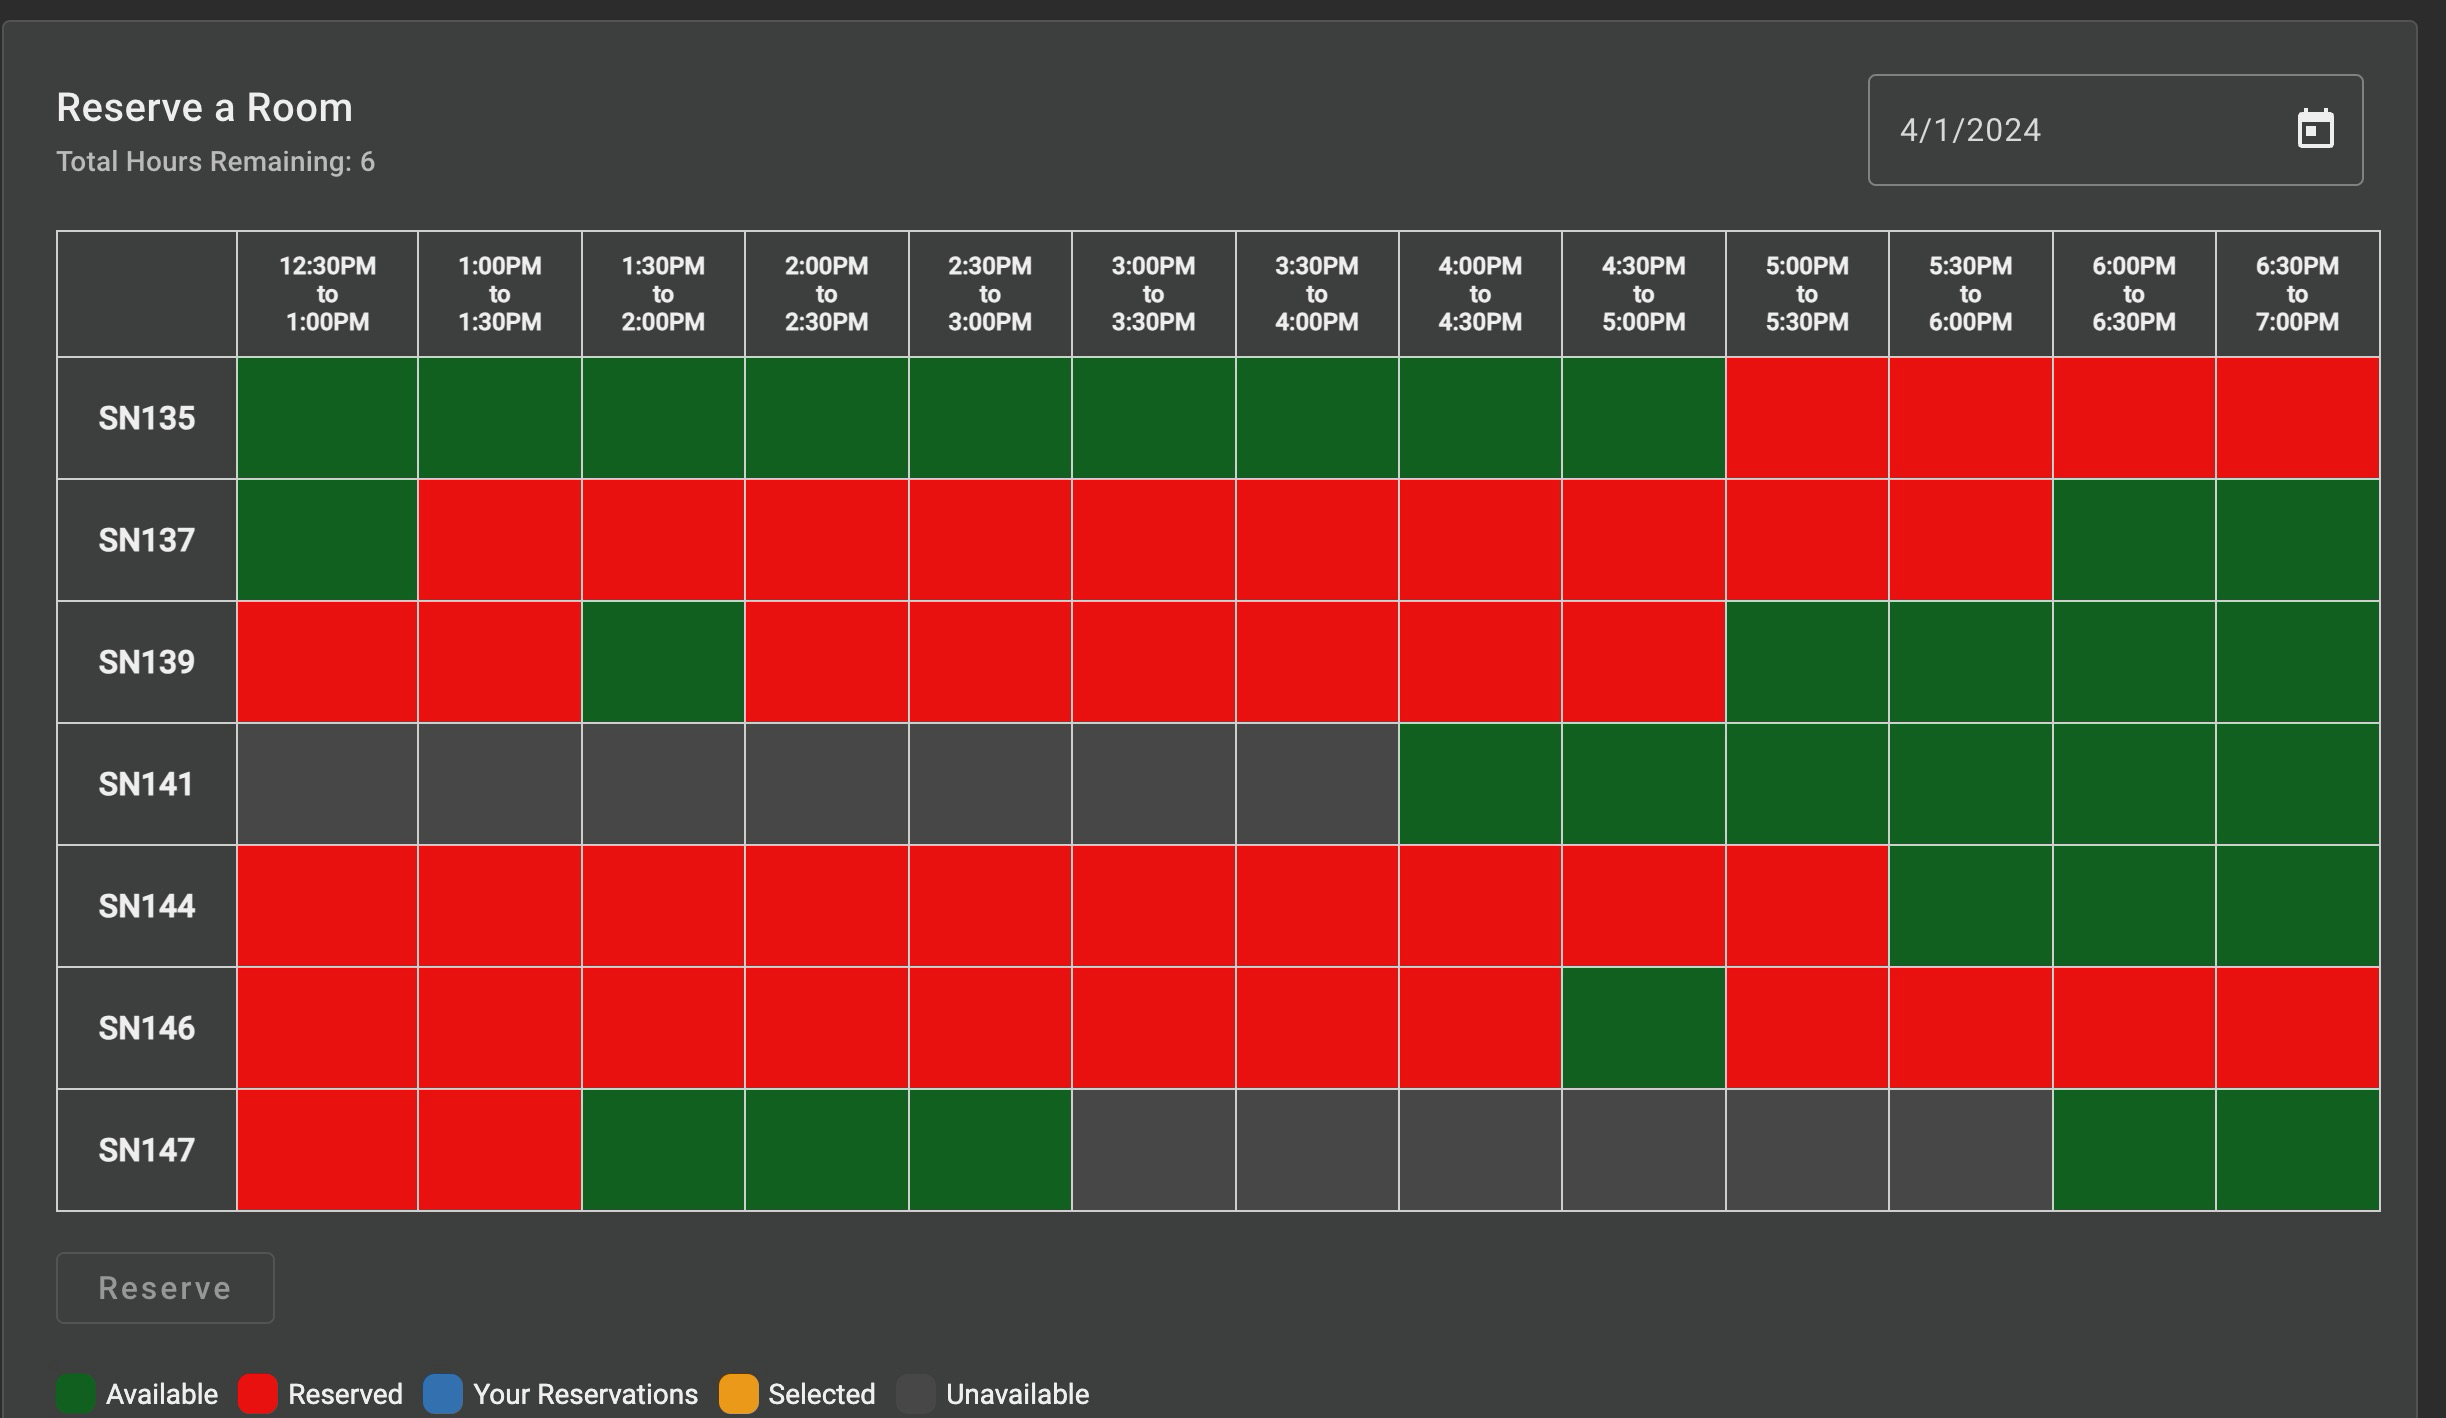 Reserve a Room
Total Hours Remaining: 6
4/1/2024
12:30PM
to
1:00PM
1:00PM
to
1:30PM
1:30PM
to
2:00PM
2:00PM
to
2:30PM
2:30PM
to
3:00PM
3:00PM
to
3:30PM
3:30PM
to
4:00PM
4:00PM
to
4:30PM
4:30PM
to
5:00PM
5:00PM
to
5:30PM
5:30PM
to
6:00PM
6:00PM
to
6:30PM
6:30PM
to
7:00PM
SN135
SN137
SN139
SN141
SN144
SN146
SN147
Reserve
Available Reserved Your Reservations Selected Unavailable